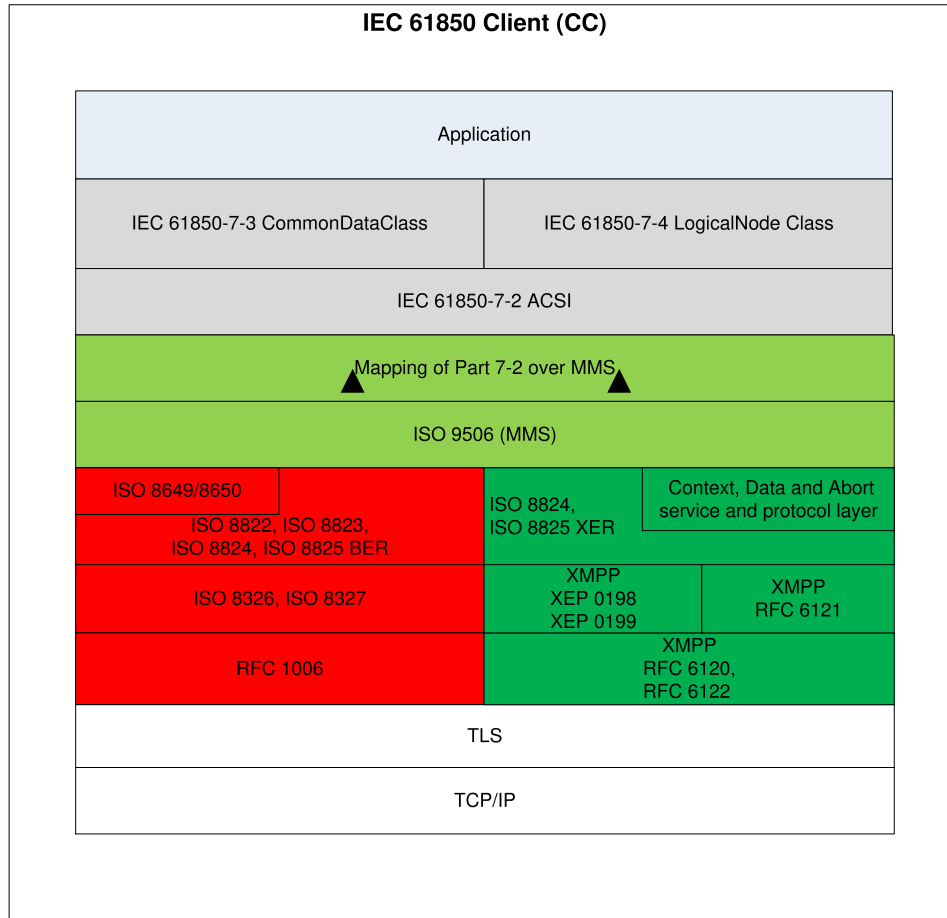 IEC 61850 Client (CC)
Application
IEC 61850-7-3 CommonDataClass
IEC 61850-7-4 LogicalNode Class
IEC 61850-7-2 ACSI
Mapping of Part 7-2 over MMS
ISO 9506 (MMS)
ISO 8649/8650
ISO 8822, ISO 8823,
ISO 8824, ISO 8825 BER
ISO 8824,
ISO 8825 XER
Context, Data and Abort
service and protocol layer
ISO 8326, ISO 8327
XMPP
XEP 0198
XEP 0199
XMPP
RFC 6121
RFC 1006
XMPP
RFC 6120,
RFC 6122
TLS
TCP/IP